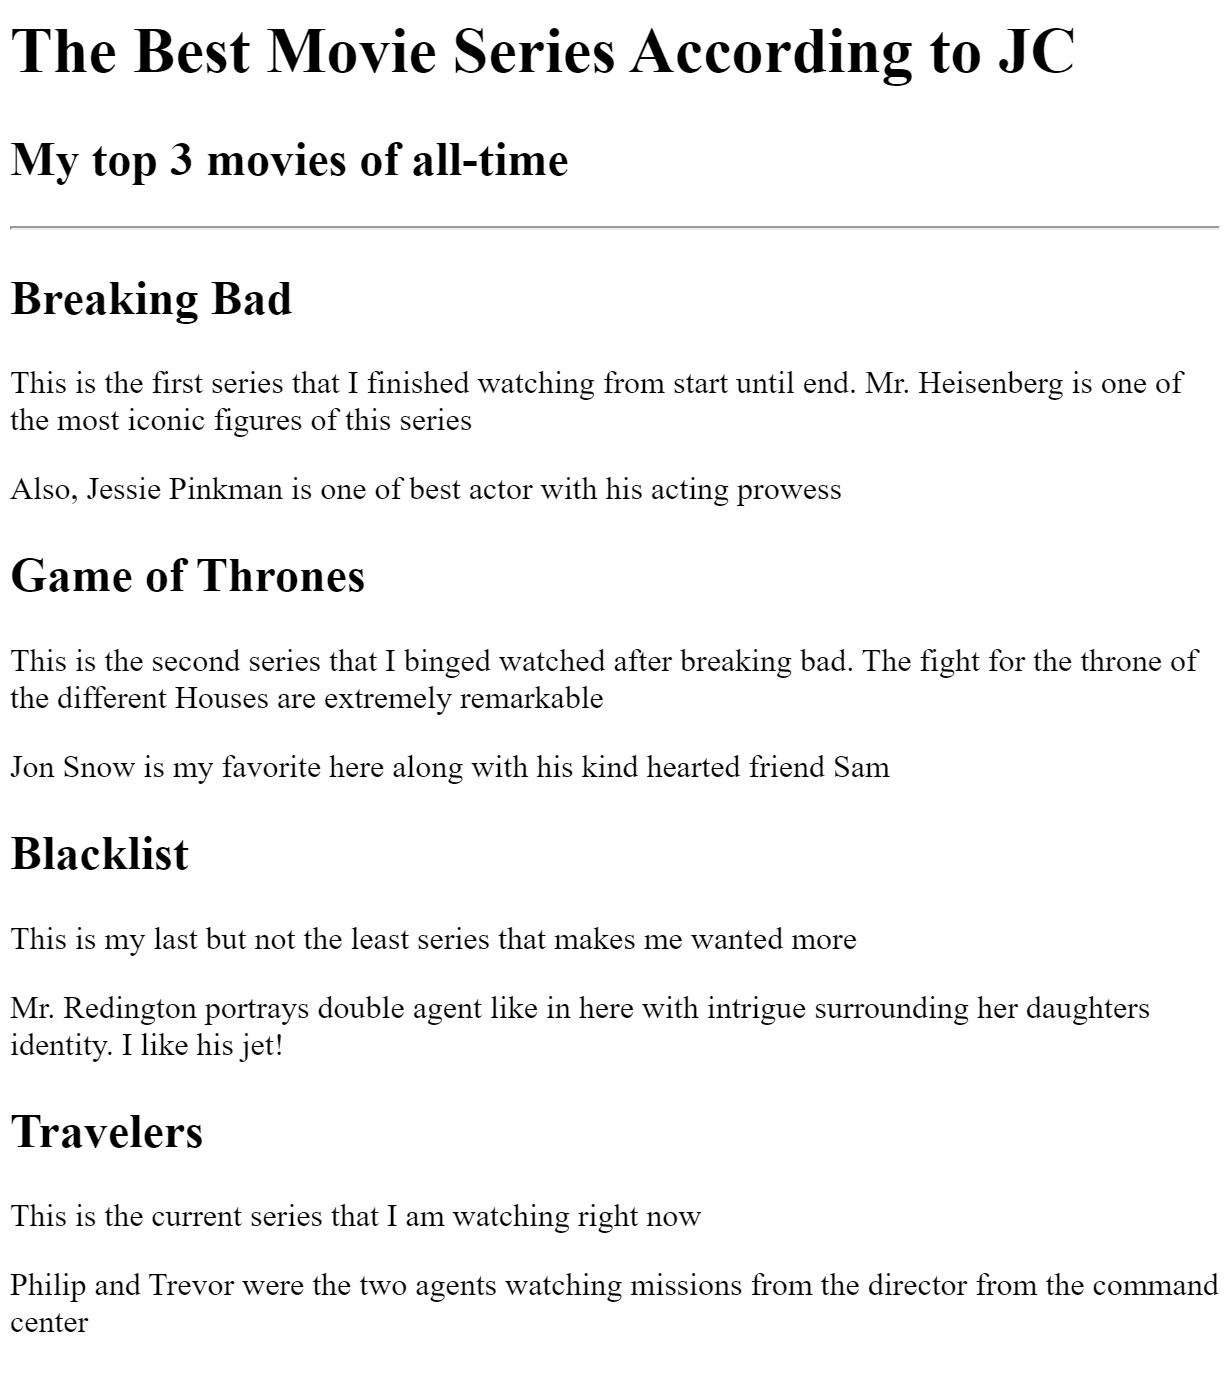 The Best Movie Series According to JC
My top 3 movies of all-time
Breaking Bad
This is the first series that I finished watching from start until end. Mr. Heisenberg is one of
the most iconic figures of this series
Also, Jessie Pinkman is one of best actor with his acting prowess
Game of Thrones
This is the second series that I binged watched after breaking bad. The fight for the throne of
the different Houses are extremely remarkable
Jon Snow is my favorite here along with his kind hearted friend Sam
Blacklist
This is my last but not the least series that makes me wanted more
Mr. Redington portrays double agent like in here with intrigue surrounding her daughters
identity. I like his jet!
Travelers
This is the current series that I am watching right now
Philip and Trevor were the two agents watching missions from the director from the command
center